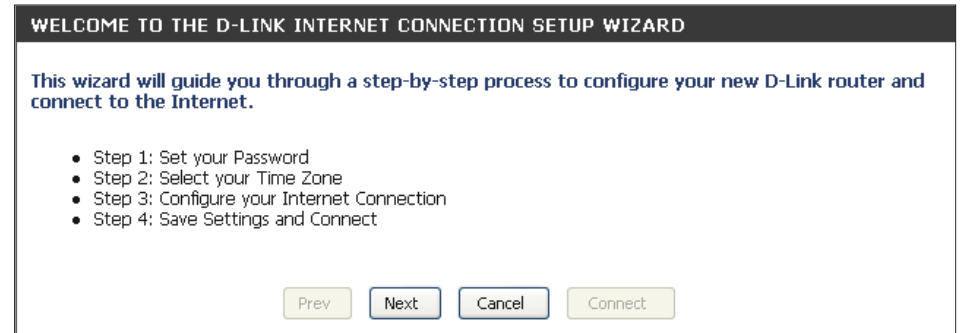 WELCOME TO THE D-LINK INTERNET CONNECTION SETUP WIZARD
This wizard will guide you through a step-by-step process to configure your new D-Link router and
connect to the Internet.
• Step 1: Set your Password
• Step 2: Select your Time Zone
• Step 3: Configure your Internet Connection
• Step 4: Save Settings and Connect
Prev Next Cancel Connect